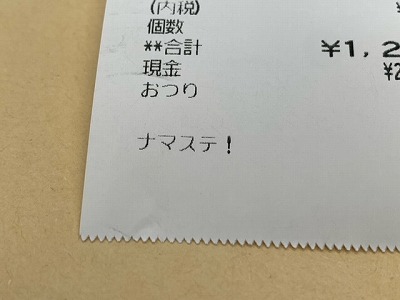 (内税)
個数
**合計 ¥1,2
現金 ¥2
おつり
ナマステ!